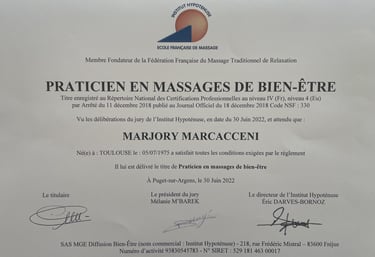 INSTITUT HYPOTÉNUSE
ECOLE FRANÇAISE DE MASSAGE
Membre Fondateur de la Fédération Française du Massage Traditionnel de Relaxation
PRATICIEN EN MASSAGES DE BIEN-ÊTRE
Titre enregistré au Répertoire National des Certifications Professionnelles au niveau IV (Fr), niveau 4 (Eu)
par Arrêté du 11 décembre 2018 publié au Journal Officiel du 18 décembre 2018 Code NSF : 330
Vu les délibérations du jury de l'Institut Hypoténuse, en date du 30 Juin 2022, et attendu que :
MARJORY MARCACCENI
Né(e) à : TOULOUSE le : 05/07/1975 a satisfait toutes les conditions exigées par le règlement
Il lui est délivré le titre de Praticien en massages de bien-être
A Puget-sur-Argens, le 30 Juin 2022
Le titulaire
Le président du jury
Mélanie M'BAREK
Le directeur de l'Institut Hypoténuse
Éric DARVES-BORNOZ
SAS MGE Diffusion Bien-Être (nom commercial : Institut Hypoténuse) - 218, rue Frédéric Mistral – 83600 Fréjus
Numéro d'activité 93830545783 - N° SIRET : 529 181 463 00017